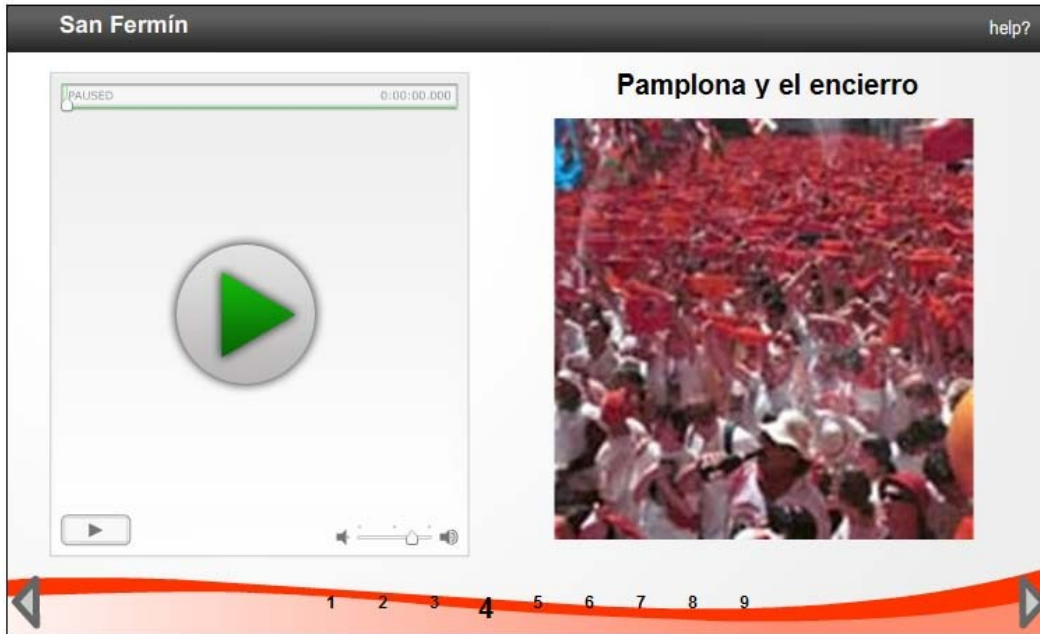 San Fermín
help?
PAUSED 0:00:00.000
Pamplona y el encierro
1 2 3 4 5 6 7 8 9